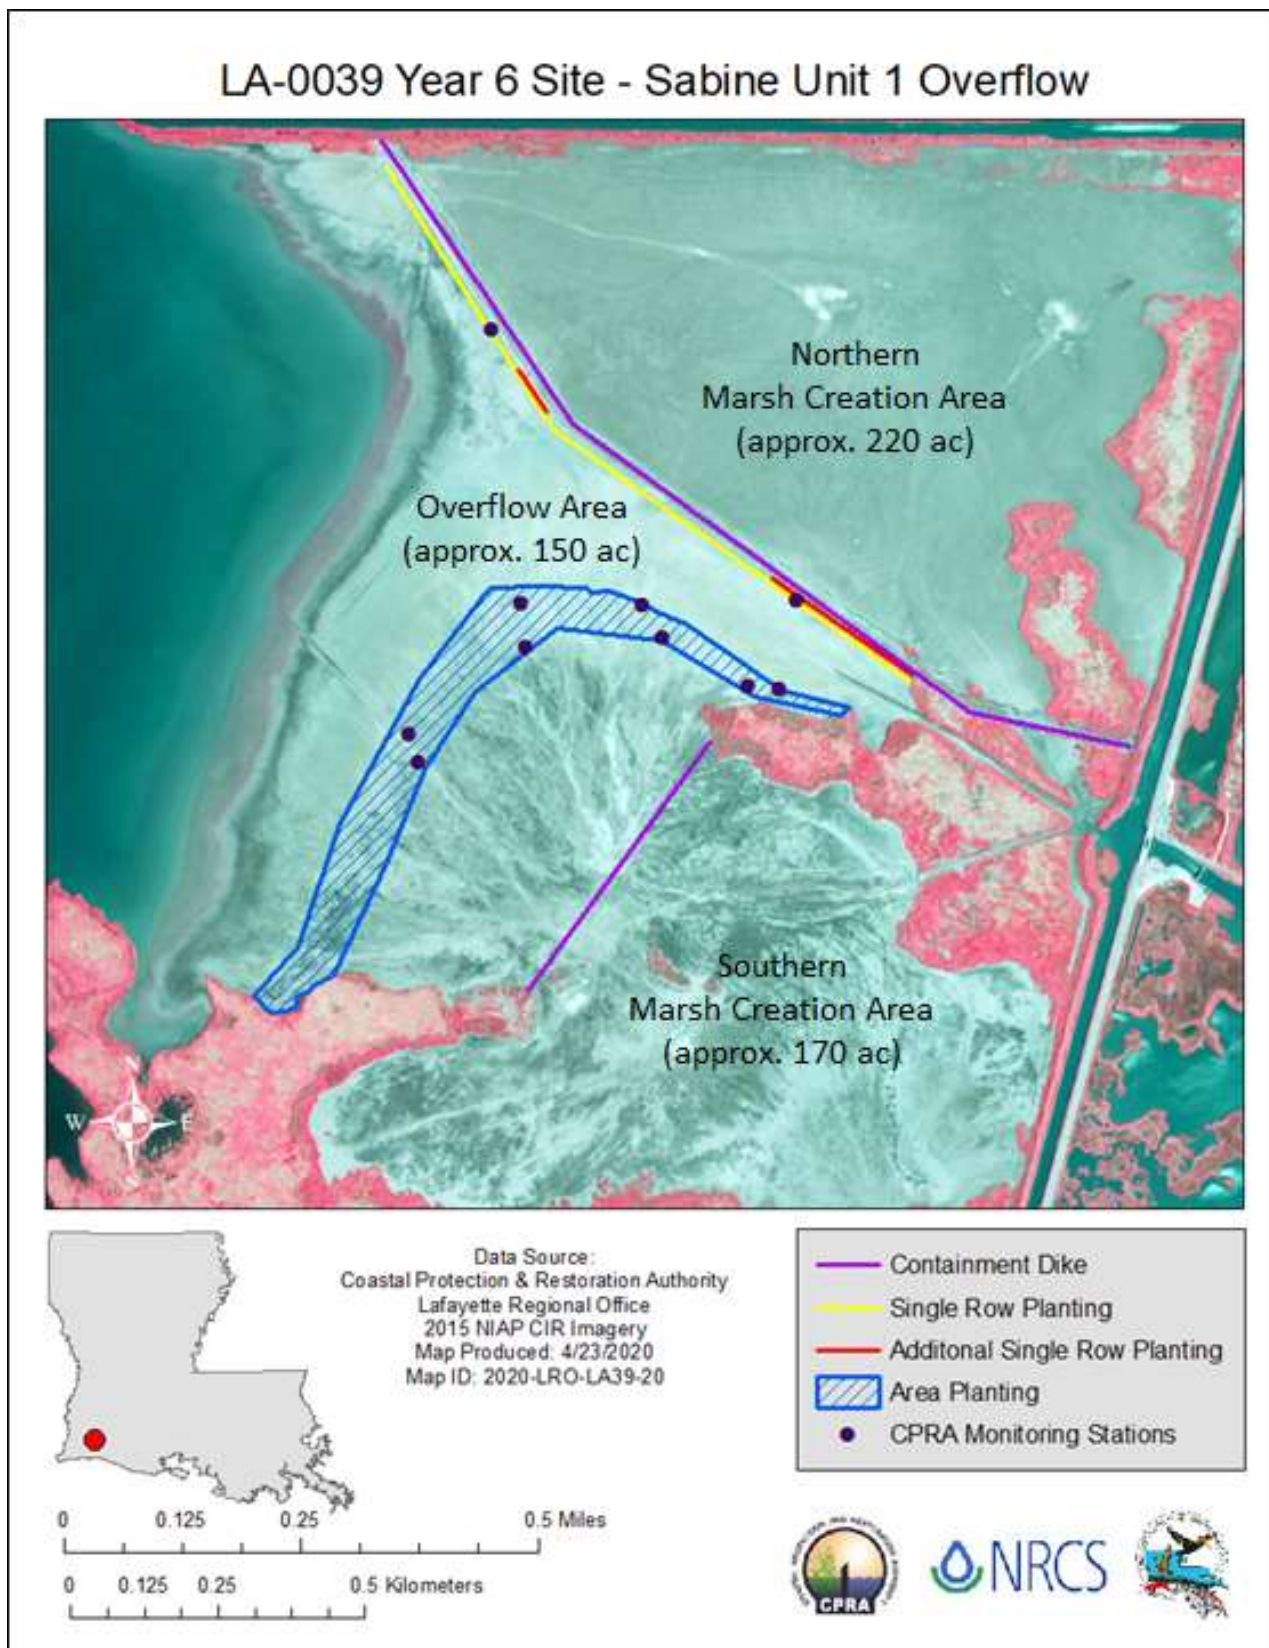 LA-0039 Year 6 Site - Sabine Unit 1 Overflow
Northern
Marsh Creation Area
(approx. 220 ac)
Overflow Area
(approx. 150 ac)
Southern
Marsh Creation Area
(approx. 170 ac)
N
W E
S
Data Source:
Coastal Protection & Restoration Authority
Lafayette Regional Office
2015 NIAP CIR Imagery
Map Produced: 4/23/2020
Map ID: 2020-LRO-LA39-20
Containment Dike
Single Row Planting
Additonal Single Row Planting
Area Planting
CPRA Monitoring Stations
0 0.125 0.25 0.5 Miles
0 0.125 0.25 0.5 Kilometers
CPRA
NRCS